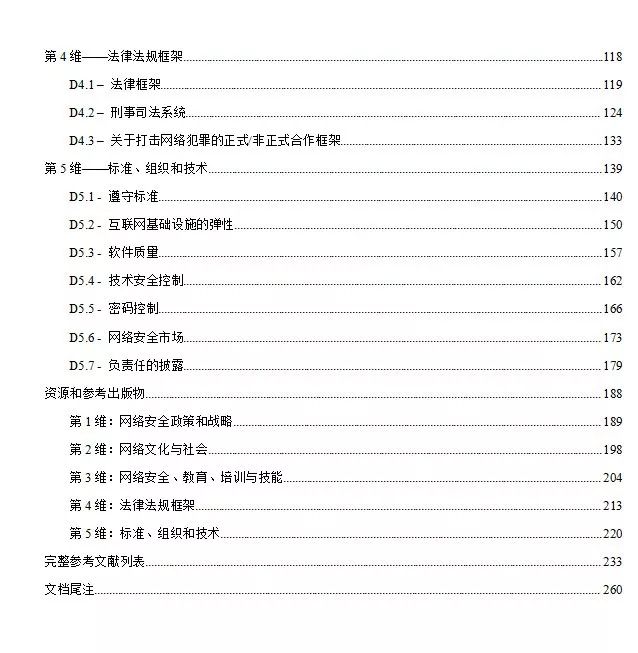 第 4 维——法律法规框架 118
D4.1 – 法律框架 119
D4.2 – 刑事司法系统 124
D4.3 – 关于打击网络犯罪的正式/非正式合作框架 133
第 5 维——标准、组织和技术 139
D5.1 - 遵守标准 140
D5.2 - 互联网基础设施的弹性 150
D5.3 - 软件质量 157
D5.4 - 技术安全控制 162
D5.5 - 密码控制 166
D5.6 - 网络安全市场 173
D5.7 - 负责任的披露 179
资源和参考出版物 188
第 1 维：网络安全政策和战略 189
第 2 维：网络文化与社会 198
第 3 维：网络安全、教育、培训与技能 204
第 4 维：法律法规框架 213
第 5 维：标准、组织和技术 220
完整参考文献列表 233
文档尾注 260